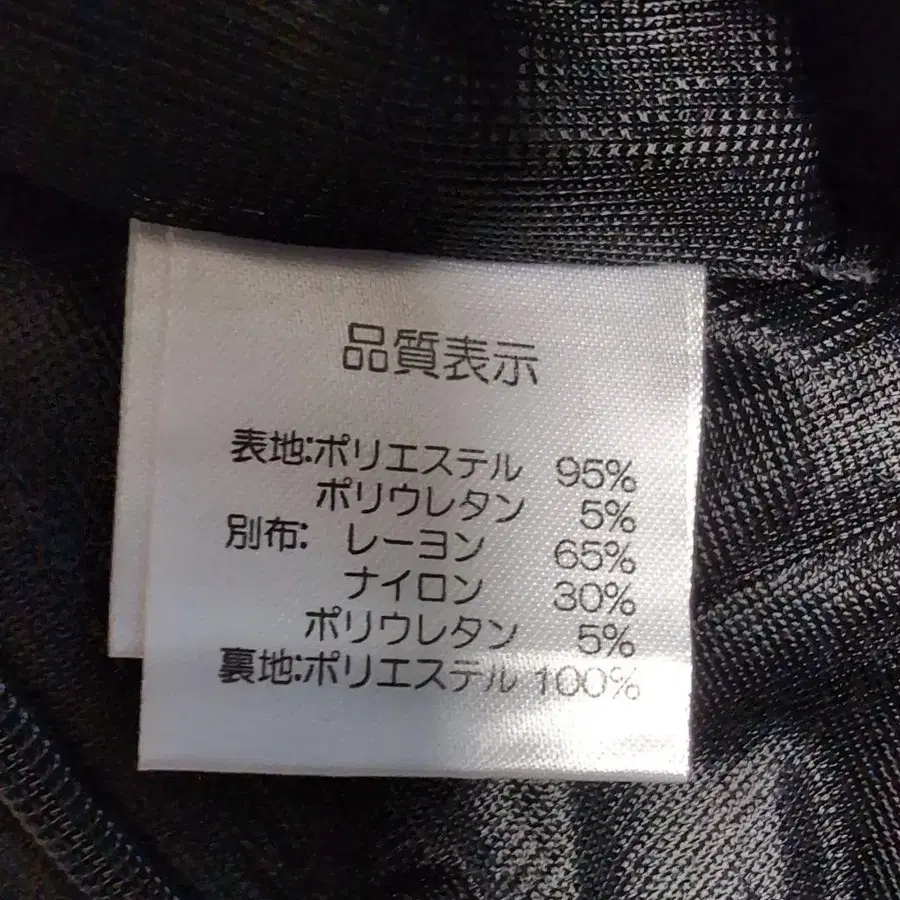 品質表示
表地:ポリエステル 95%
ポリウレタン 5%
別布: レーヨン 65%
ナイロン 30%
ポリウレタン 5%
裏地:ポリエステル 100%